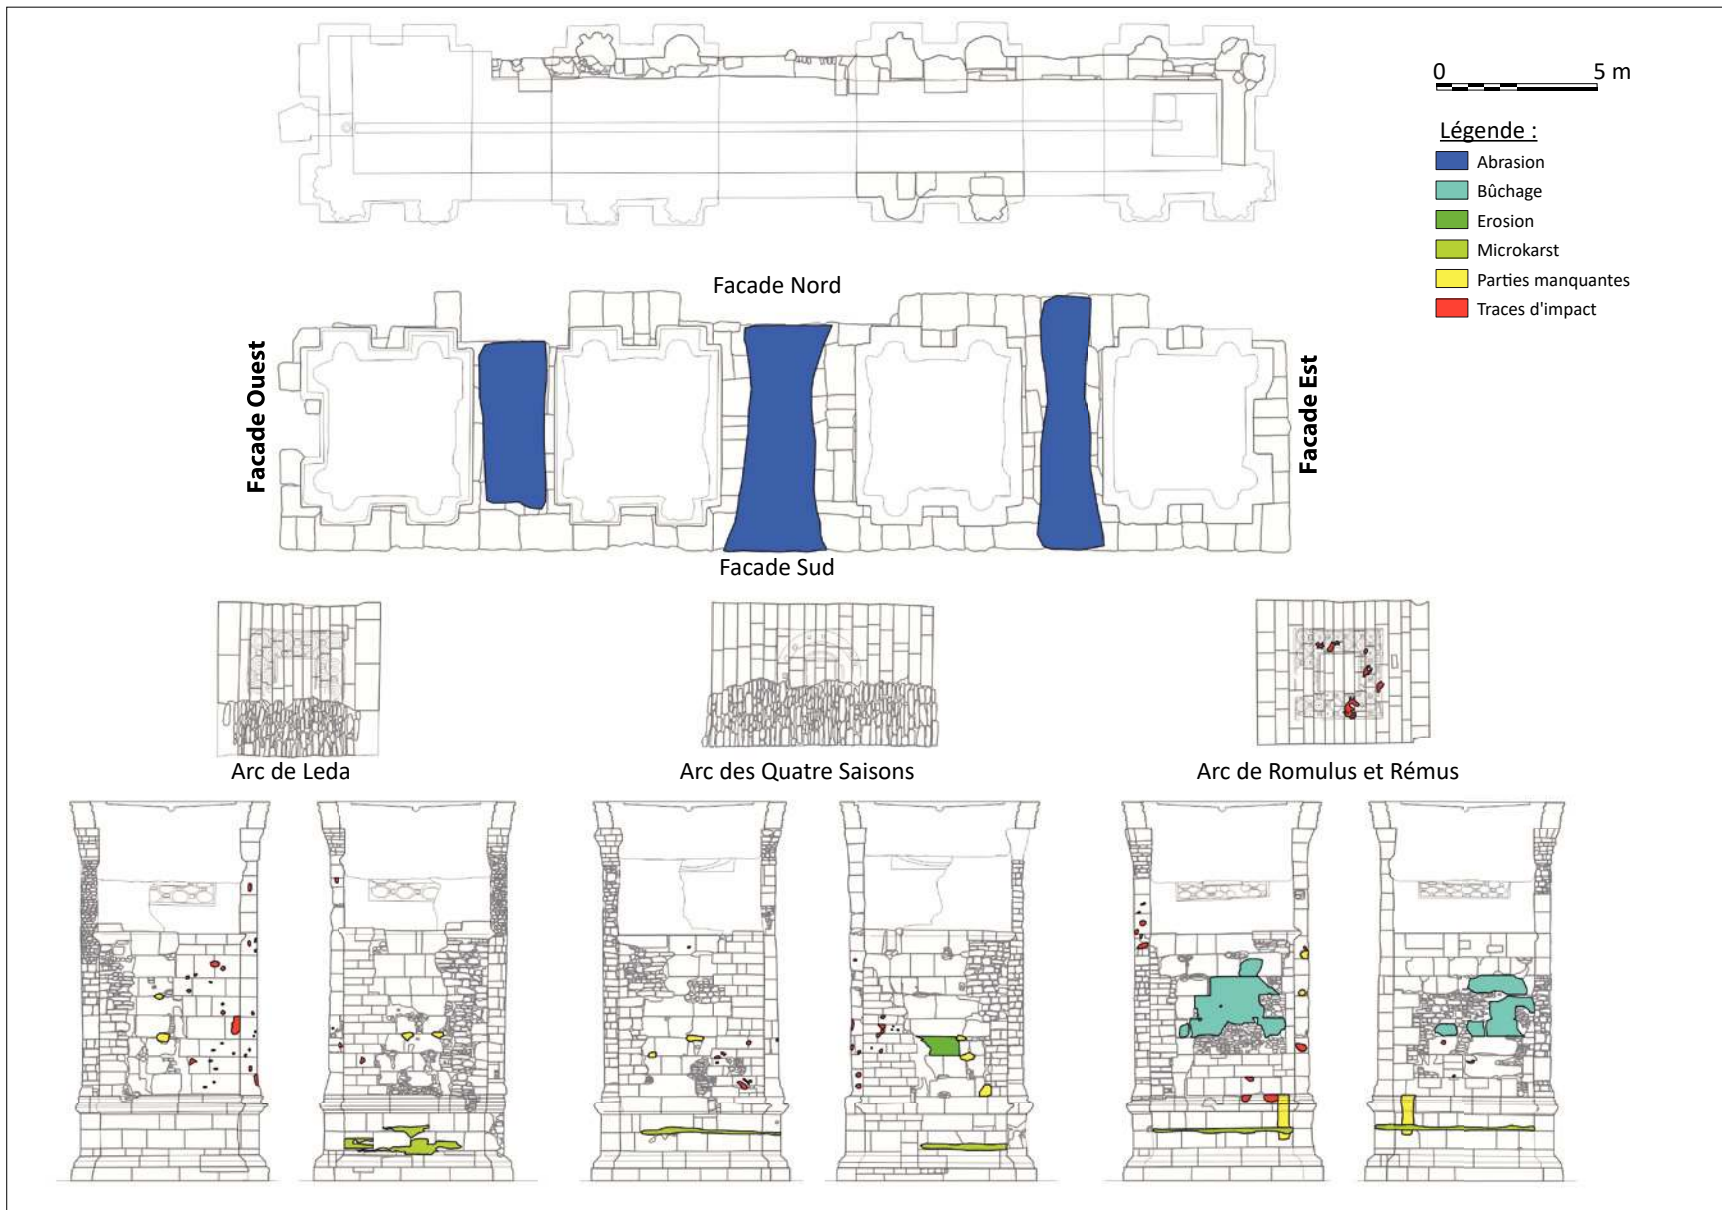 0 5 m
Légende :
Abrasion
Bûchage
Erosion
Microkarst
Parties manquantes
Traces d'impact
Facade Nord
Facade Ouest
Facade Est
Facade Sud
Arc de Leda
Arc des Quatre Saisons
Arc de Romulus et Rémus